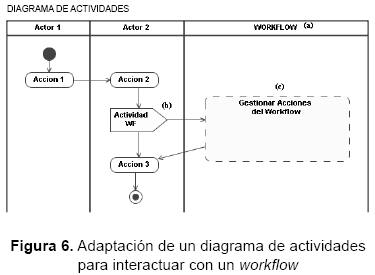 DIAGRAMA DE ACTIVIDADES
Actor 1
Actor 2
WORKFLOW (a)
Accion 1
Accion 2
(b)
Actividad
WF
(c)
Gestionar Acciones
del Workflow
Accion 3
Figura 6. Adaptación de un diagrama de actividades
para interactuar con un workflow